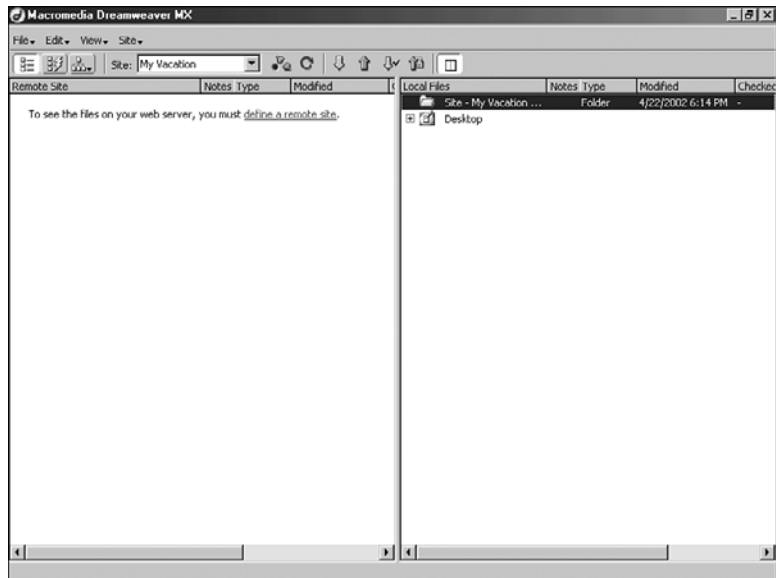 Macromedia Dreamweaver MX
File Edit View Site
Site: My Vacation
Remote Site Notes Type Modified Local Files Notes Type Modified Checked
Site - My Vacation ... Folder 4/22/2002 6:14 PM -
To see the files on your web server, you must define a remote site. Desktop